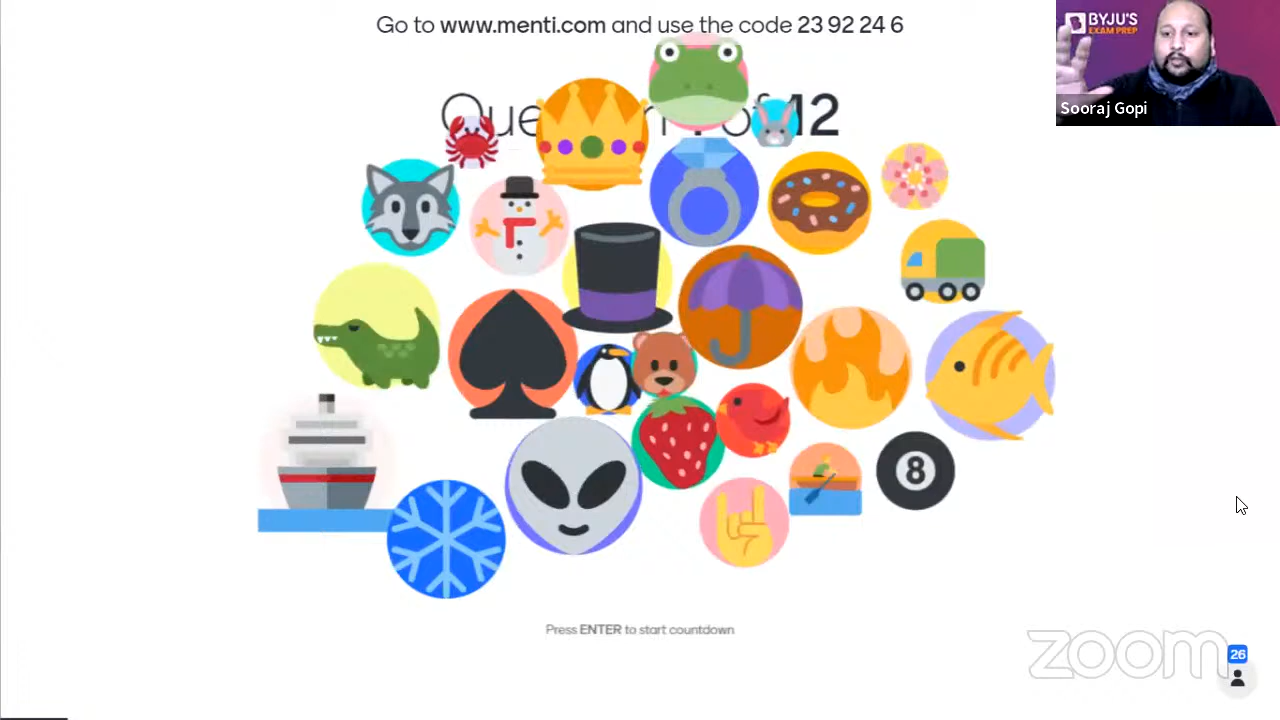 Go to www.menti.com and use the code 23 92 24 6
BYJU'S
EXAM PREP
Sooraj Gopi
12
8
Press ENTER to start countdown
zoom
26